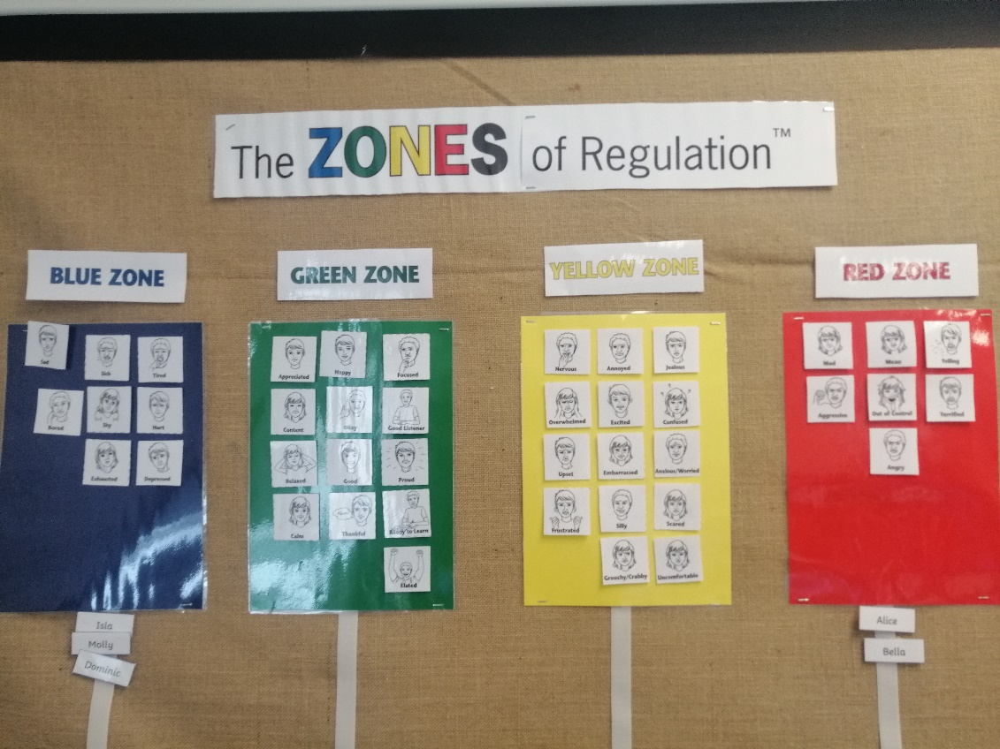 The ZONES of Regulation™
BLUE ZONE
Sad
Sick
Tired
Bored
Shy
Hurt
Exhausted
Depressed
Isla
Molly
Dominic
GREEN ZONE
Appreciated
Happy
Focused
Content
Okay
Good Listener
Relaxed
Good
Proud
Calm
Thankful
Ready to Learn
Elated
YELLOW ZONE
Nervous
Annoyed
Jealous
Overwhelmed
Excited
Confused
Upset
Embarrassed
Anxious/Worried
Frustrated
Silly
Scared
Grouchy/Crabby
Uncomfortable
RED ZONE
Mad
Mean
Yelling
Aggressive
Out of Control
Terrified
Angry
Alice
Bella